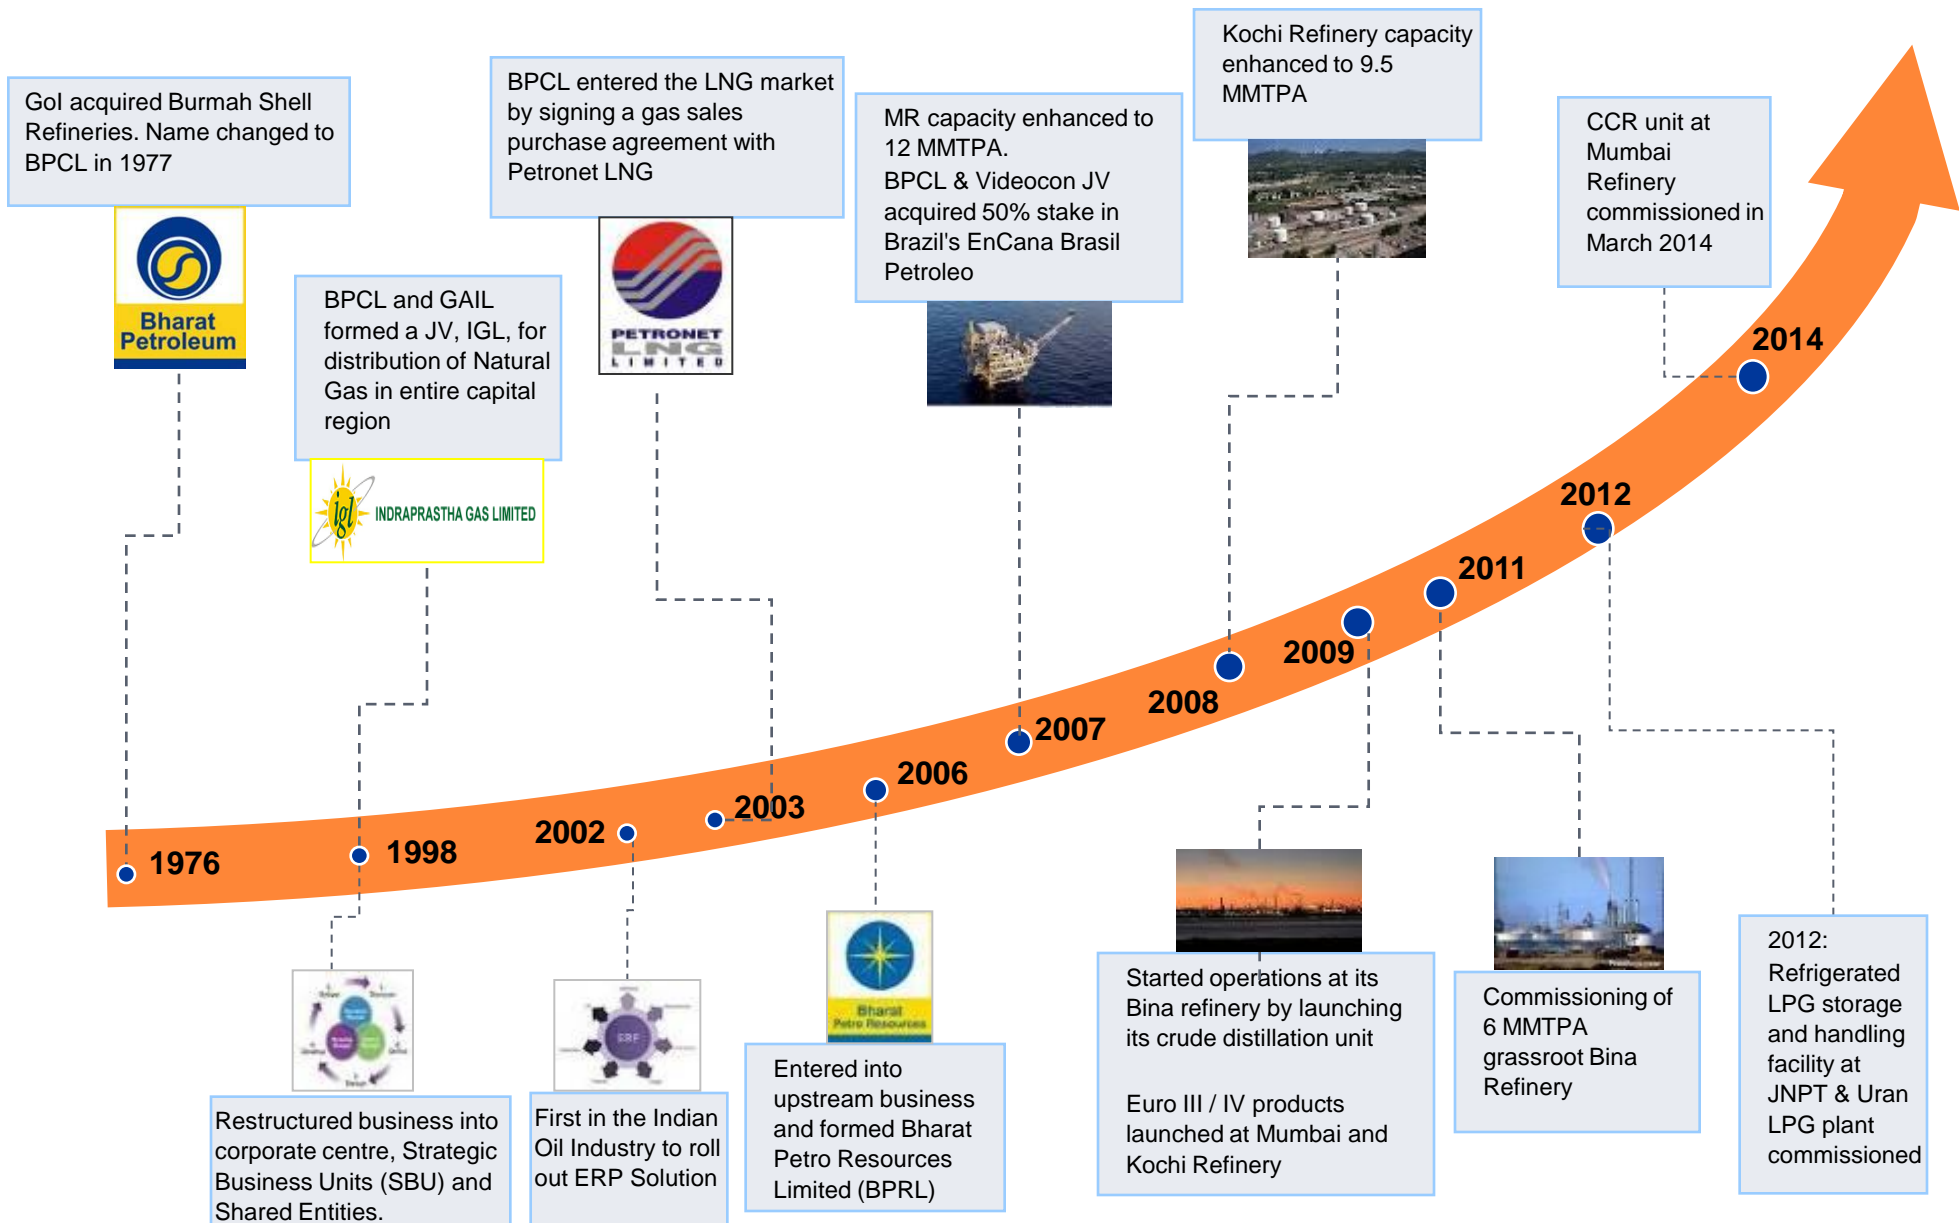 GoI acquired Burmah Shell
Refineries. Name changed to
BPCL in 1977
Bharat
Petroleum
BPCL and GAIL
formed a JV, IGL, for
distribution of Natural
Gas in entire capital
region
igl INDRAPRASTHA GAS LIMITED
BPCL entered the LNG market
by signing a gas sales
purchase agreement with
Petronet LNG
PETRONET
LNG
LIMITED
MR capacity enhanced to
12 MMTPA.
BPCL & Videocon JV
acquired 50% stake in
Brazil's EnCana Brasil
Petroleo
Kochi Refinery capacity
enhanced to 9.5
MMTPA
CCR unit at
Mumbai
Refinery
commissioned in
March 2014
1976
1998
2002
2003
2006
2007
2008
2009
2011
2012
2014
Restructured business into
corporate centre, Strategic
Business Units (SBU) and
Shared Entities.
ERP
First in the Indian
Oil Industry to roll
out ERP Solution
Bharat
Petro Resources
Entered into
upstream business
and formed Bharat
Petro Resources
Limited (BPRL)
Started operations at its
Bina refinery by launching
its crude distillation unit
Euro III / IV products
launched at Mumbai and
Kochi Refinery
Commissioning of
6 MMTPA
grassroot Bina
Refinery
2012:
Refrigerated
LPG storage
and handling
facility at
JNPT & Uran
LPG plant
commissioned